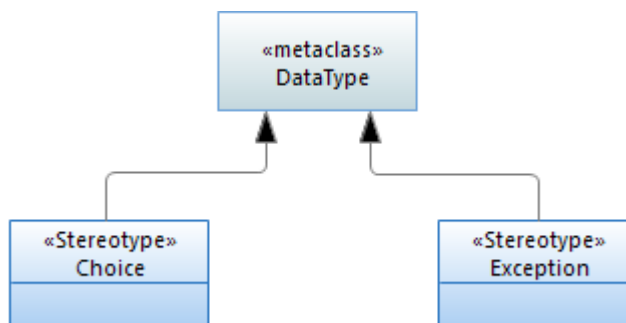 «metaclass»
DataType
«Stereotype»
Choice
«Stereotype»
Exception